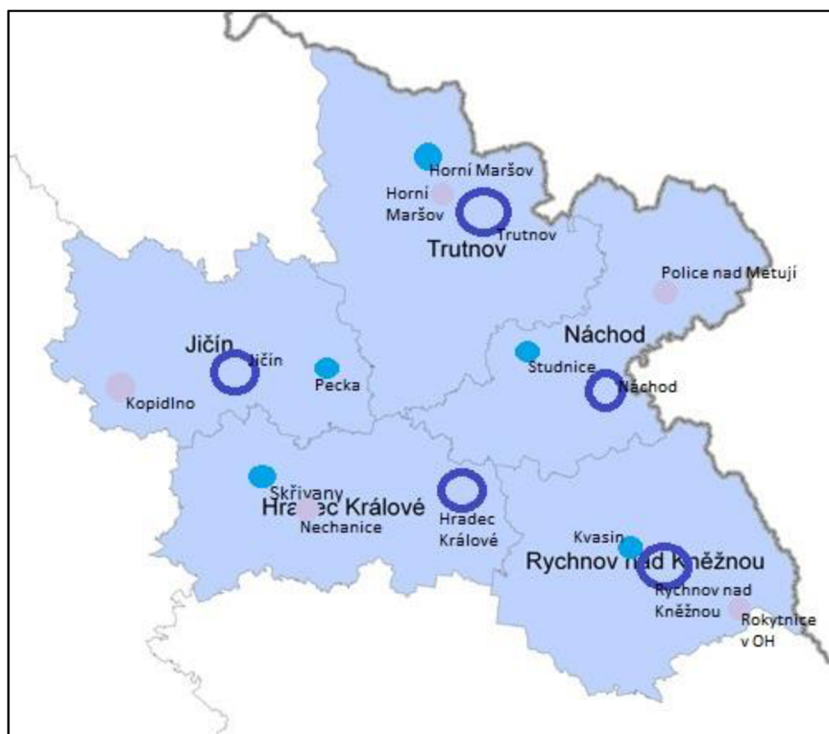 Horní Maršov
Horní
Maršov
Trutnov
Trutnov
Police nad Metují
Náchod
Jičín
Jičín
Studnice
Pecka
Náchod
Kopidlno
Skřivany
Hradec Králové
Nechanice
Hradec
Králové
Kvasin
Rychnov nad Kněžnou
Rychnov nad
Kněžnou
Rokytnice
v OH